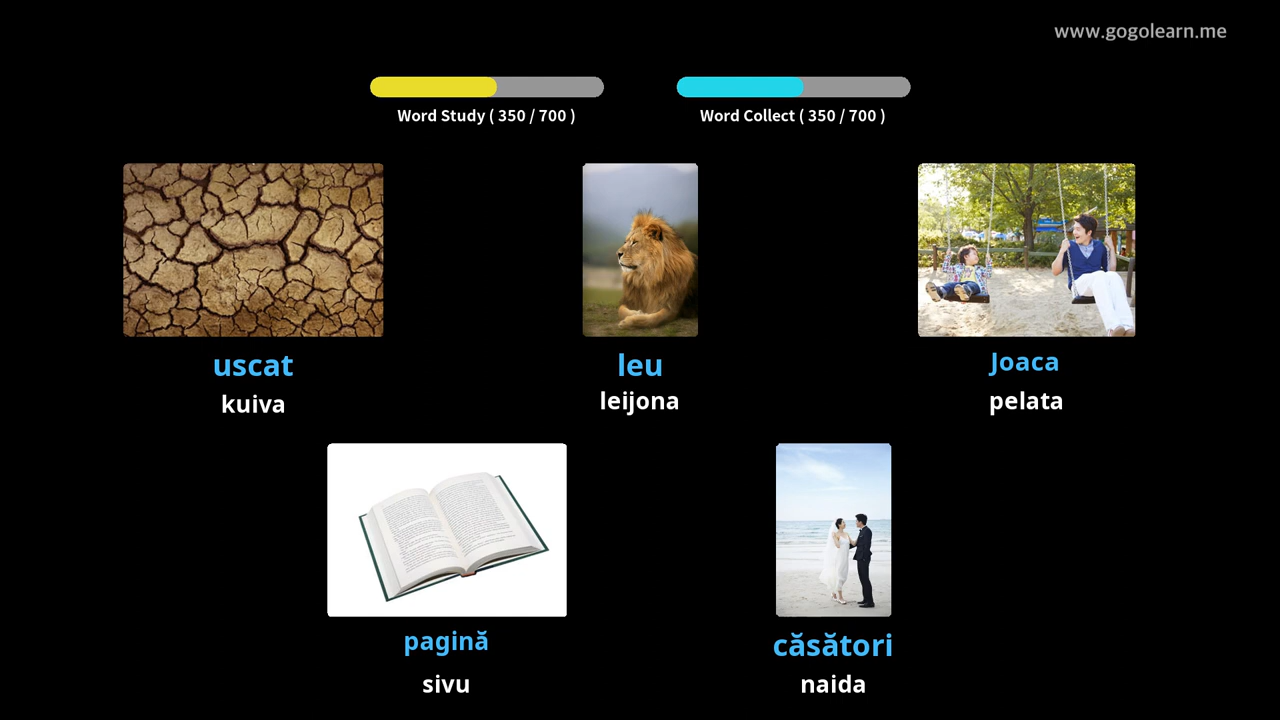 www.gogolearn.me
Word Study ( 350 / 700 )
Word Collect ( 350 / 700 )
uscat
kuiva
leu
leijona
Joaca
pelata
pagină
sivu
căsători
naida